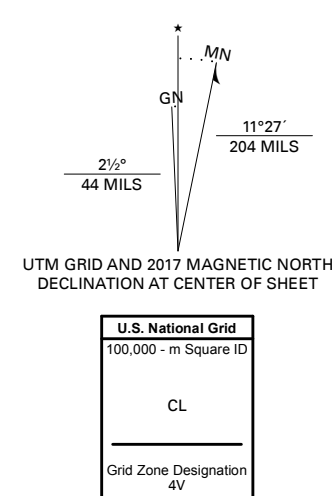 ★
MN
GN
11°27´
204 MILS
2½°
44 MILS
UTM GRID AND 2017 MAGNETIC NORTH
DECLINATION AT CENTER OF SHEET
U.S. National Grid
100,000 - m Square ID
CL
Grid Zone Designation
4V